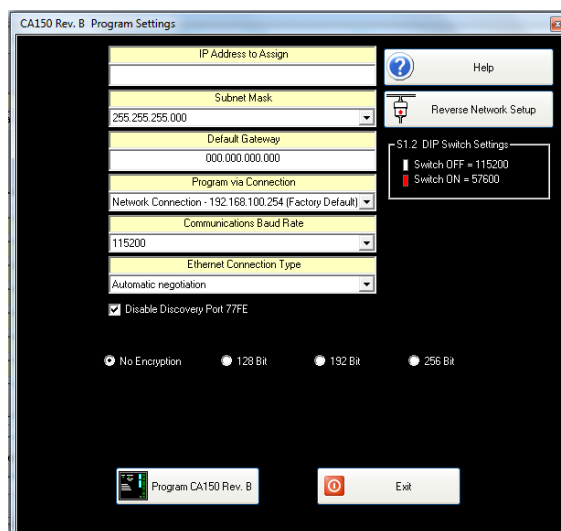 CA150 Rev. B Program Settings
IP Address to Assign
Help
Subnet Mask
255.255.255.000
Reverse Network Setup
Default Gateway
000.000.000.000
S1.2 DIP Switch Settings
Switch OFF = 115200
Switch ON = 57600
Program via Connection
Network Connection - 192.168.100.254 (Factory Default)
Communications Baud Rate
115200
Ethernet Connection Type
Automatic negotiation
Disable Discovery Port 77FE
No Encryption
128 Bit
192 Bit
256 Bit
Program CA150 Rev. B
Exit